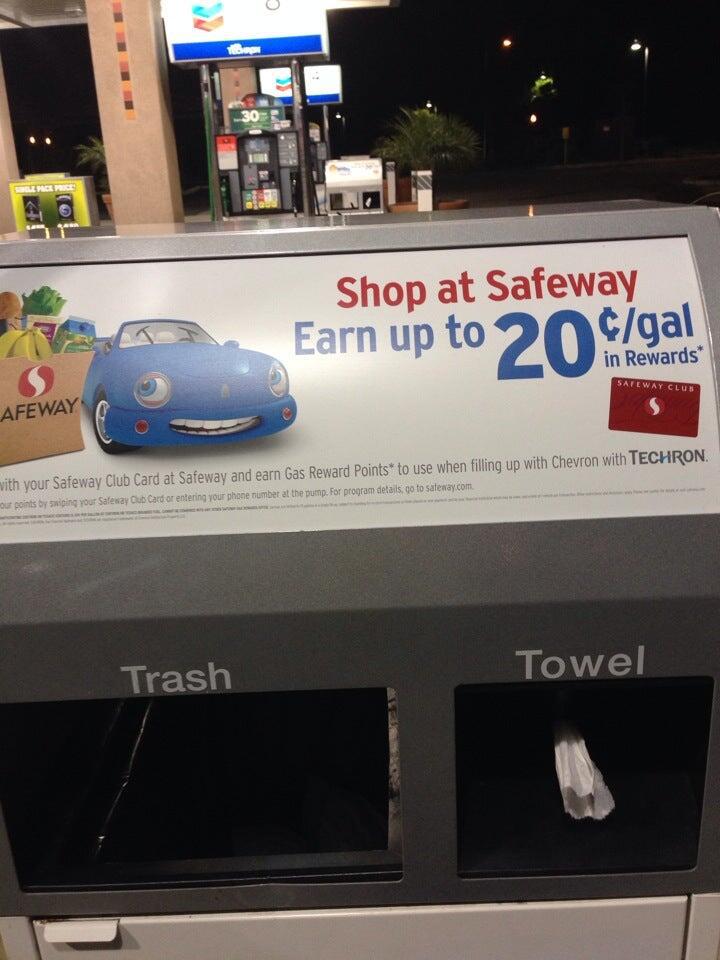 TECHRON
30
SINGLE PACK PRICE!
Shop at Safeway
Earn up to 20¢/gal
in Rewards*
SAFEWAY CLUB
AFEWAY
with your Safeway Club Card at Safeway and earn Gas Reward Points* to use when filling up with Chevron with TECHRON.
our points by swiping your Safeway Club Card or entering your phone number at the pump. For program details, go to safeway.com.
Trash
Towel